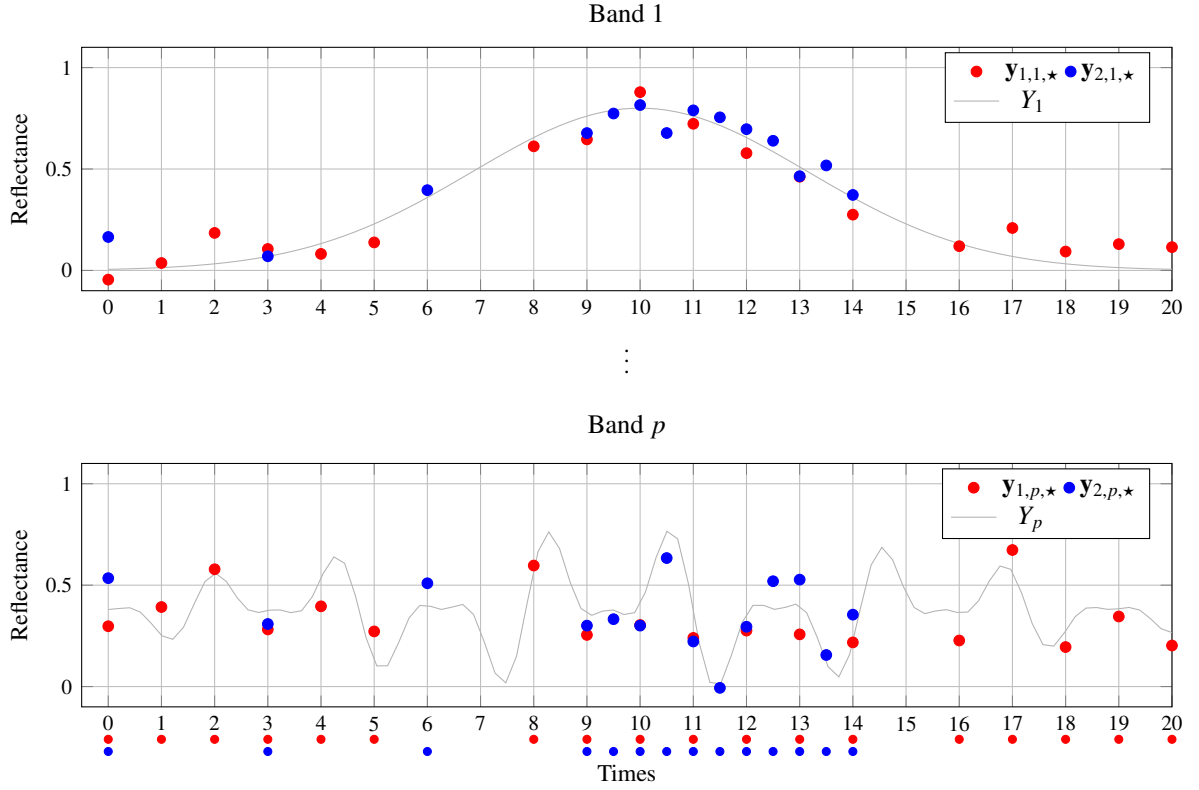 Band 1
Reflectance
1
0.5
0
𝐲₁,₁,⋆ 𝐲₂,₁,⋆
Y₁
0 1 2 3 4 5 6 7 8 9 10 11 12 13 14 15 16 17 18 19 20
⋮
Band p
Reflectance
1
0.5
0
𝐲₁,ₚ,⋆ 𝐲₂,ₚ,⋆
Yₚ
0 1 2 3 4 5 6 7 8 9 10 11 12 13 14 15 16 17 18 19 20
Times